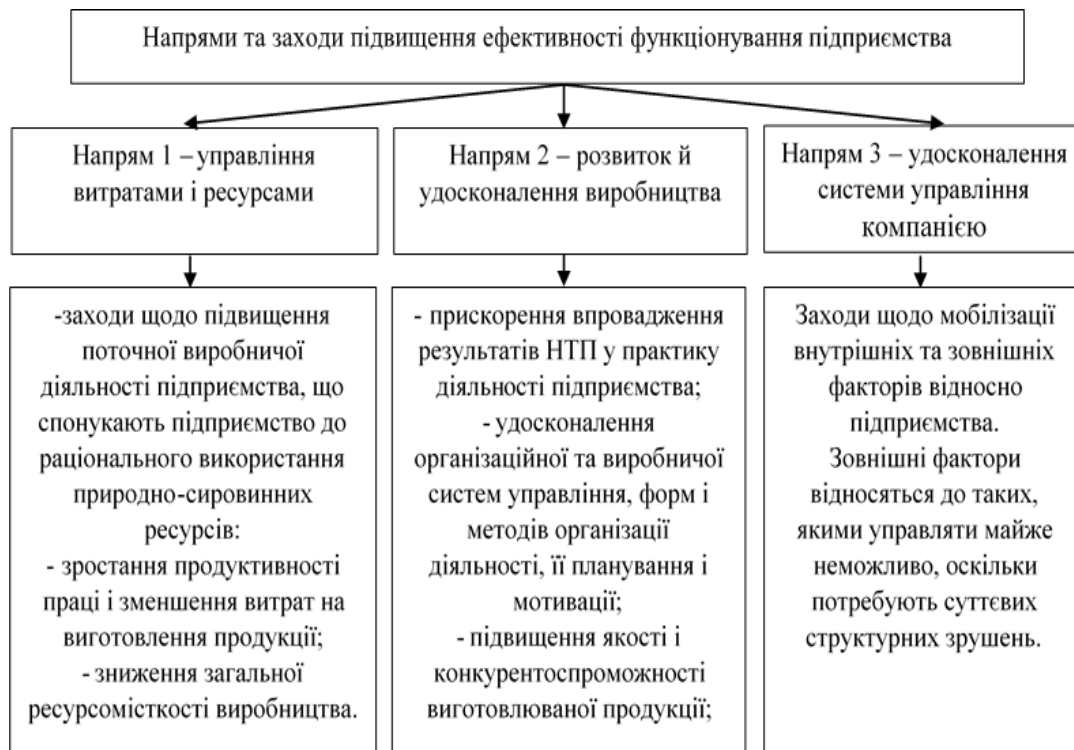 Напрями та заходи підвищення ефективності функціонування підприємства
Напрям 1 – управління
витратами і ресурсами
Напрям 2 – розвиток й
удосконалення виробництва
Напрям 3 – удосконалення
системи управління
компанією
-заходи щодо підвищення
поточної виробничої
діяльності підприємства, що
спонукають підприємство до
раціонального використання
природно-сировинних
ресурсів:
- зростання продуктивності
праці і зменшення витрат на
виготовлення продукції;
- зниження загальної
ресурсомісткості виробництва.
- прискорення впровадження
результатів НТП у практику
діяльності підприємства;
- удосконалення
організаційної та виробничої
систем управління, форм і
методів організації
діяльності, її планування і
мотивації;
- підвищення якості і
конкурентоспроможності
виготовлюваної продукції;
Заходи щодо мобілізації
внутрішніх та зовнішніх
факторів відносно
підприємства.
Зовнішні фактори
відносяться до таких,
якими управляти майже
неможливо, оскільки
потребують суттєвих
структурних зрушень.